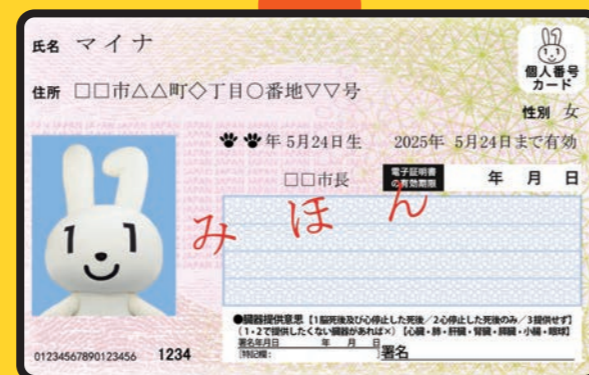 氏名 マイナ
個人番号
カード
住所 □□市△△町◇丁目○番地▽▽号
性別 女
年 5月24日生 2025年 5月24日まで有効
□□市長
電子証明書
の有効期限
年 月 日
みほん
1 1
●臓器提供意思【1脳死後及び心停止した死後/2心停止した死後のみ/3提供せず】
(1・2で提供したくない臓器があれば×)【心臓・肺・肝臓・腎臓・膵臓・小腸・眼球】
署名年月日 年 月 日
[特記欄: ]署名
01234567890123456 1234